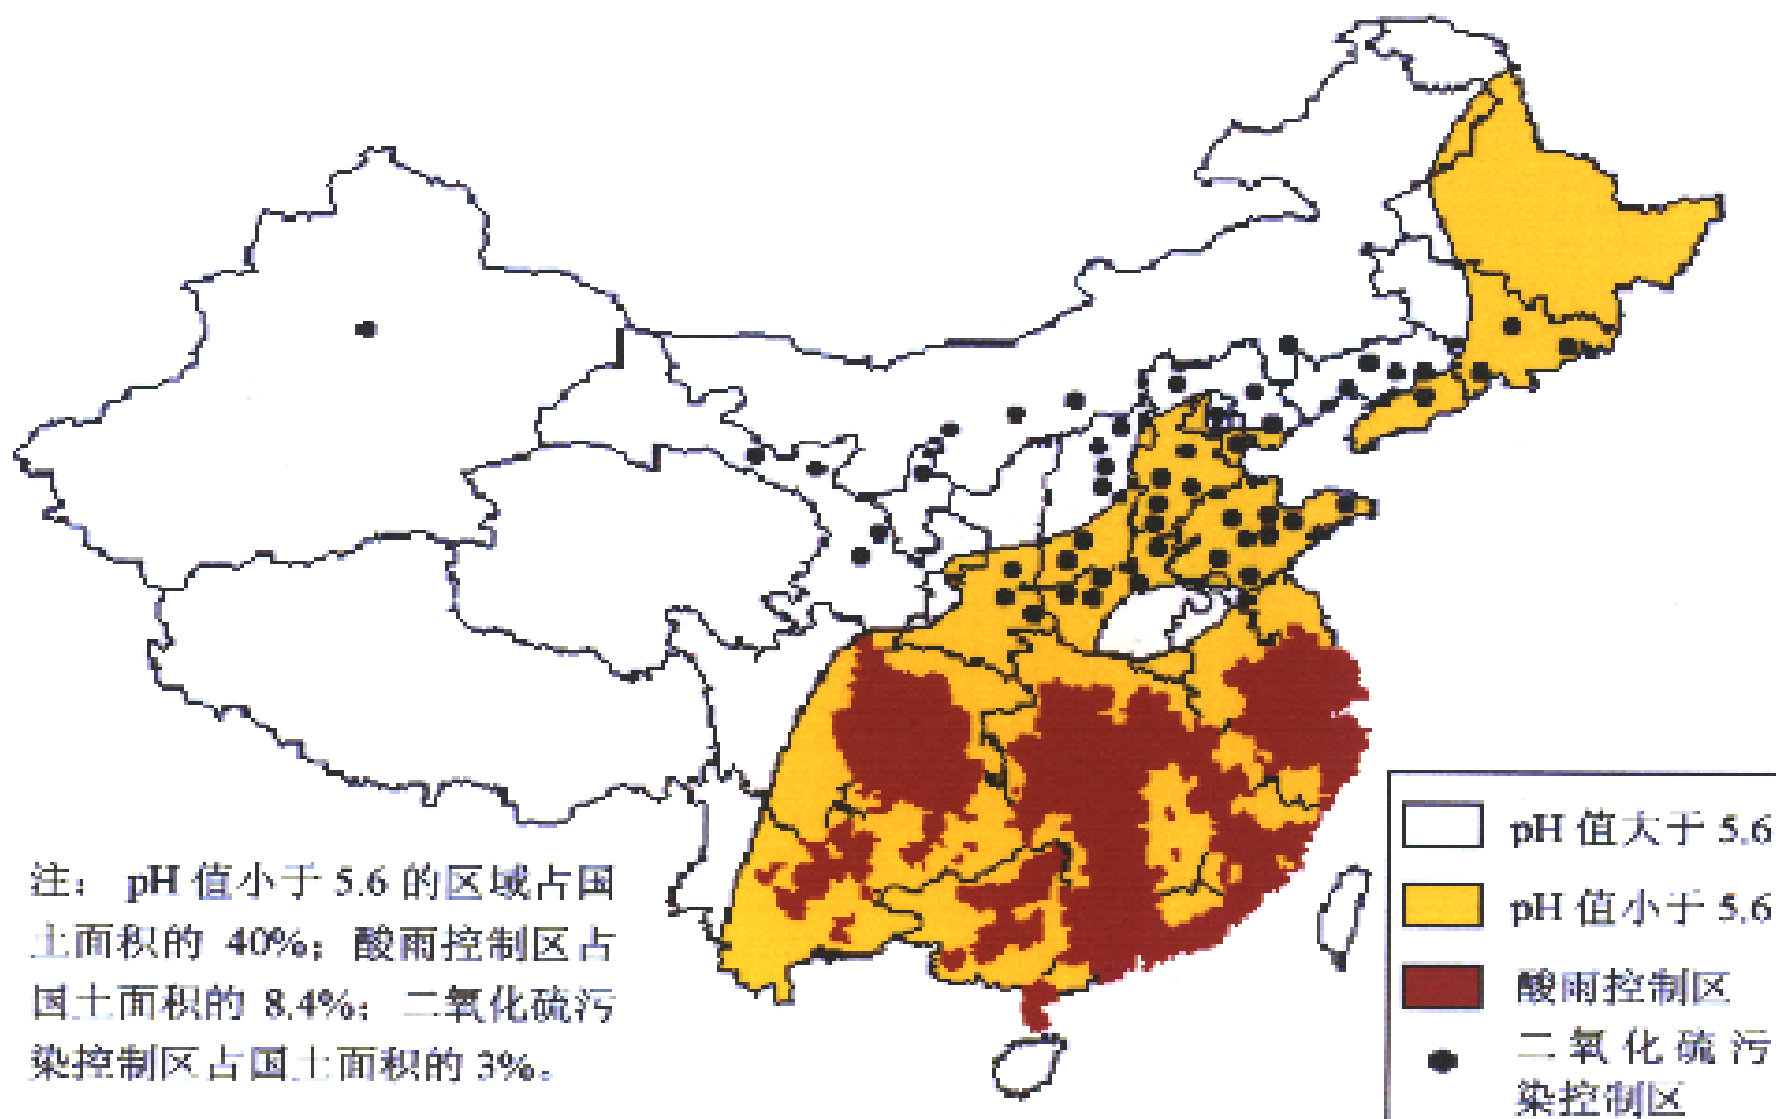 注： pH 值小于 5.6 的区域占国
土面积的 40%；酸雨控制区占
国土面积的 8.4%；二氧化硫污
染控制区占国土面积的 3%。
pH 值大于 5.6
pH 值小于 5.6
酸雨控制区
二氧化硫污
染控制区